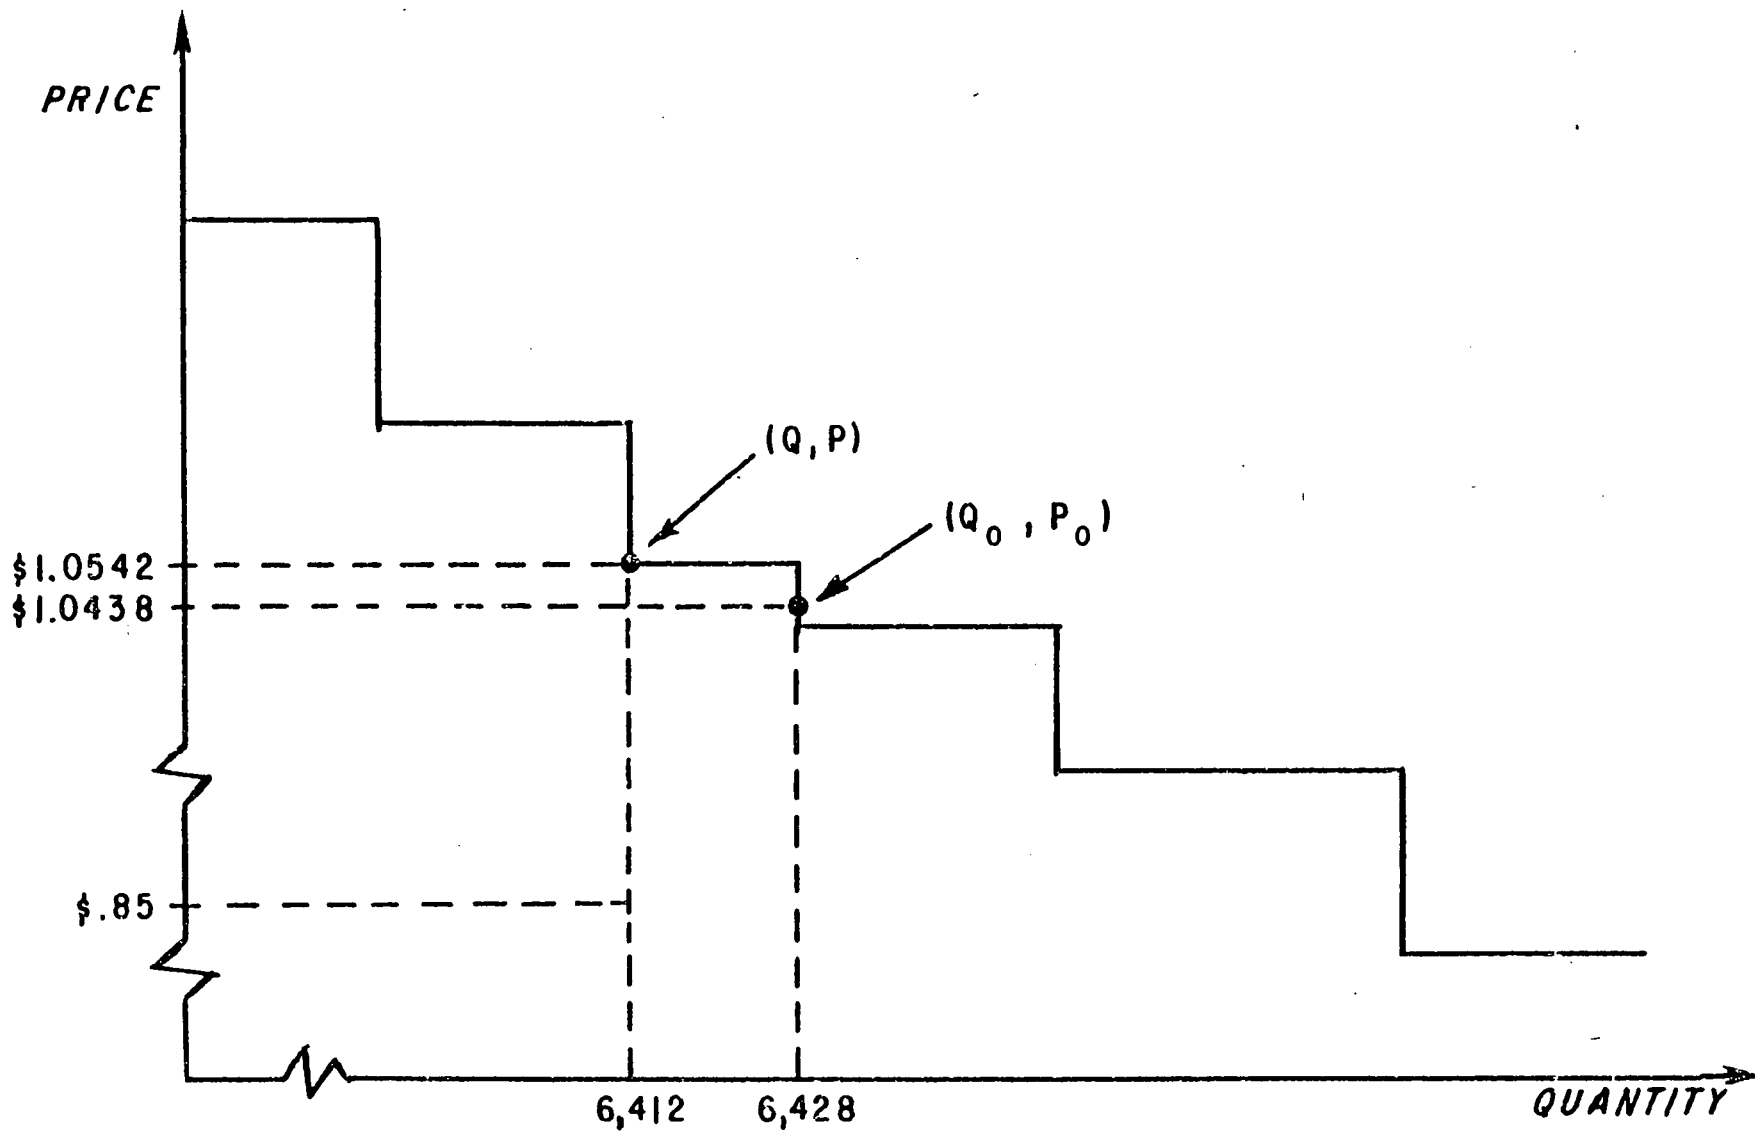 PRICE
(Q, P)
(Q0 , P0)
$1.0542
$1.0438
$.85
6,412
6,428
QUANTITY